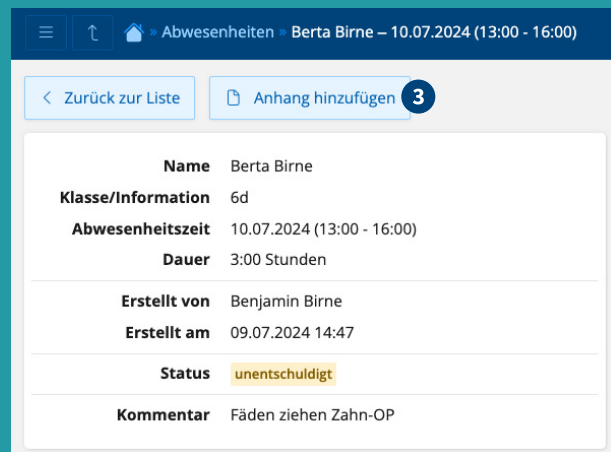 » Abwesenheiten » Berta Birne – 10.07.2024 (13:00 - 16:00)
Zurück zur Liste Anhang hinzufügen 3
Name Berta Birne
Klasse/Information 6d
Abwesenheitszeit 10.07.2024 (13:00 - 16:00)
Dauer 3:00 Stunden
Erstellt von Benjamin Birne
Erstellt am 09.07.2024 14:47
Status unentschuldigt
Kommentar Fäden ziehen Zahn-OP